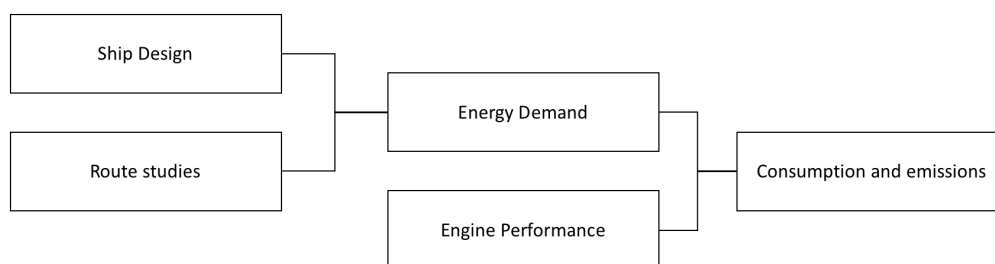 Ship Design
Route studies
Energy Demand
Engine Performance
Consumption and emissions